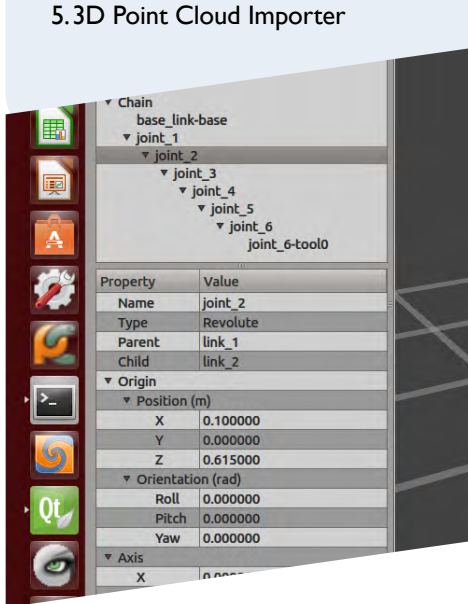 5. 3D Point Cloud Importer
Chain
base_link-base
joint_1
joint_2
joint_3
joint_4
joint_5
joint_6
joint_6-tool0
Property Value
Name joint_2
Type Revolute
Parent link_1
Child link_2
Origin
Position (m)
X 0.100000
Y 0.000000
Z 0.615000
Orientation (rad)
Roll 0.000000
Pitch 0.000000
Yaw 0.000000
Axis
X
A
>_
Qt